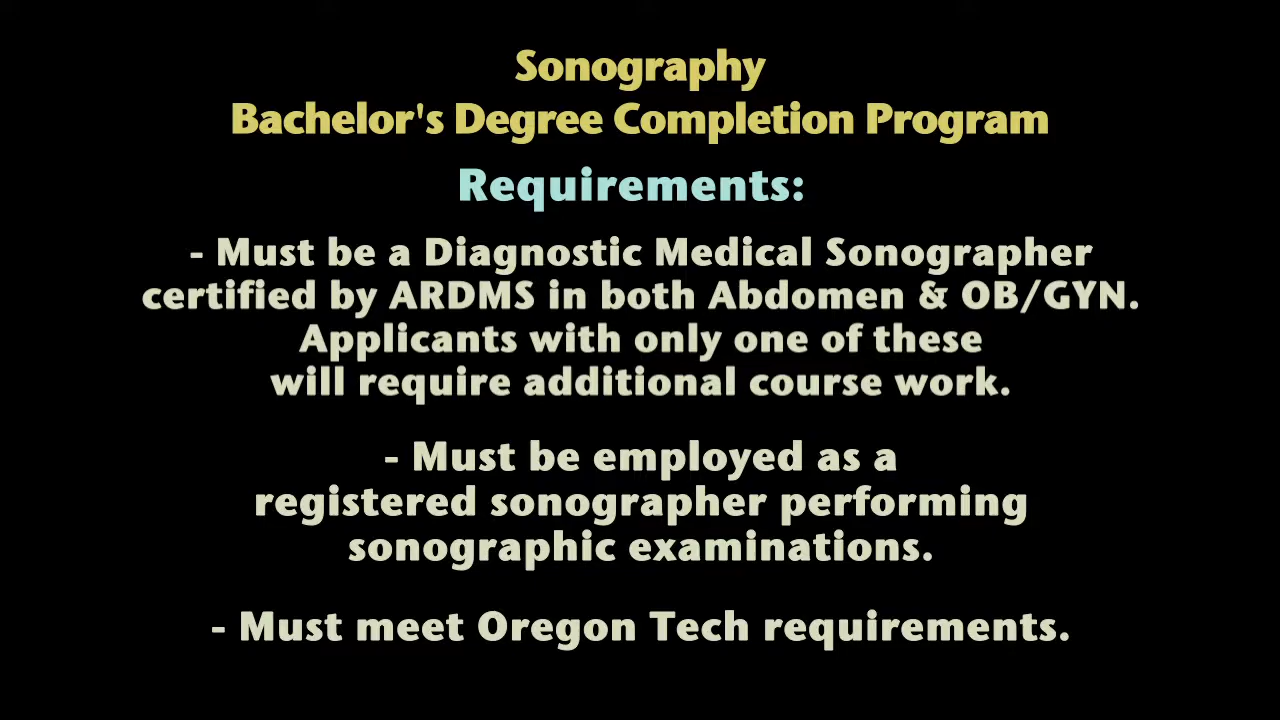 Sonography
Bachelor's Degree Completion Program
Requirements:
- Must be a Diagnostic Medical Sonographer
certified by ARDMS in both Abdomen & OB/GYN.
Applicants with only one of these
will require additional course work.
- Must be employed as a
registered sonographer performing
sonographic examinations.
- Must meet Oregon Tech requirements.